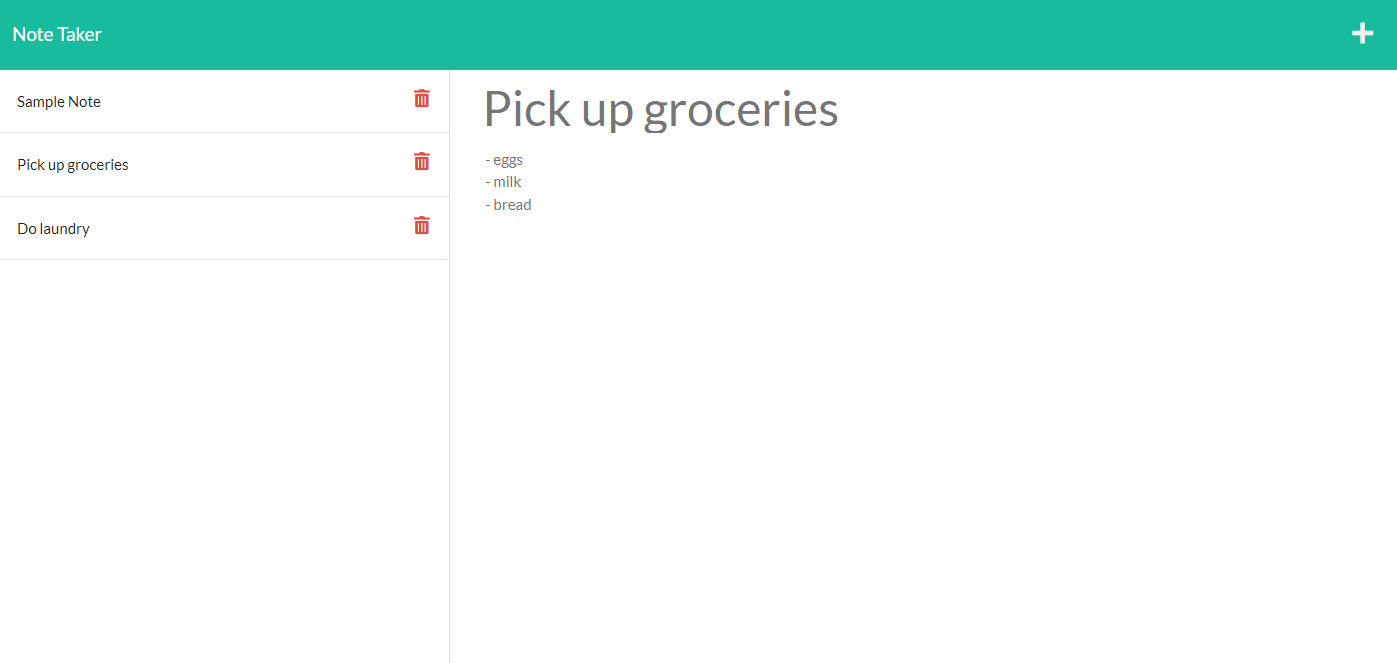 Note Taker
Sample Note
Pick up groceries
Do laundry
Pick up groceries
- eggs
- milk
- bread